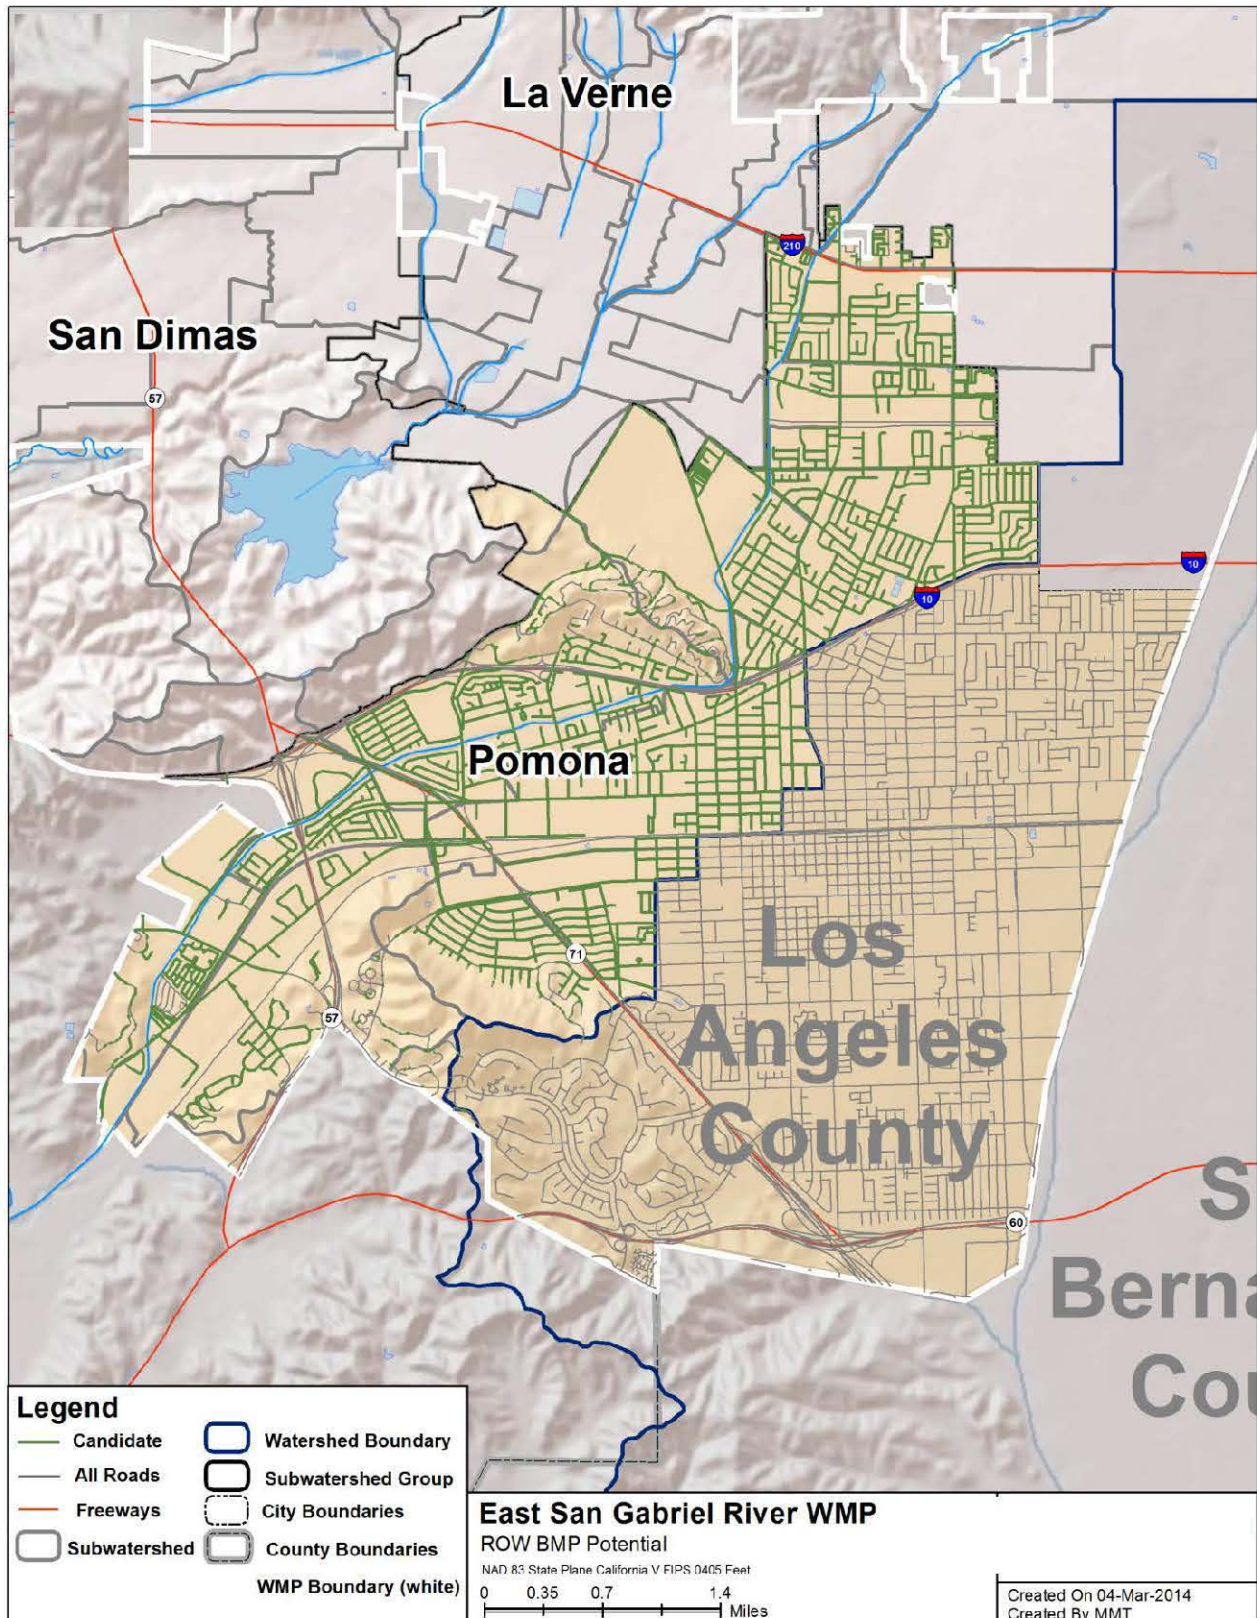 La Verne
210
San Dimas
57
10
10
Pomona
71
57
Los
Angeles
County
60
S
Berna
Cou
Legend
Candidate
Watershed Boundary
All Roads
Subwatershed Group
Freeways
City Boundaries
Subwatershed
County Boundaries
WMP Boundary (white)
East San Gabriel River WMP
ROW BMP Potential
NAD 83 State Plane California V FIPS 0405 Feet
0 0.35 0.7 1.4
Miles
Created On 04-Mar-2014
Created By MMT